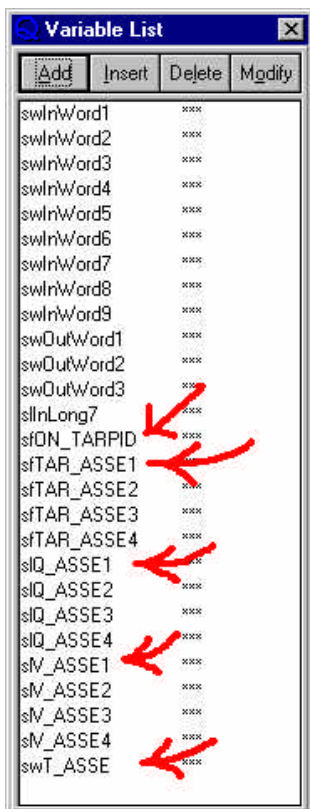 Variable List
Add Insert Delete Modify
swInWord1 ***
swInWord2 ***
swInWord3 ***
swInWord4 ***
swInWord5 ***
swInWord6 ***
swInWord7 ***
swInWord8 ***
swInWord9 ***
swOutWord1 ***
swOutWord2 ***
swOutWord3 ***
slInLong7 ***
sfON_TARPID ***
sfTAR_ASSE1 ***
sfTAR_ASSE2 ***
sfTAR_ASSE3 ***
sfTAR_ASSE4 ***
slQ_ASSE1 ***
slQ_ASSE2 ***
slQ_ASSE3 ***
slQ_ASSE4 ***
slV_ASSE1 ***
slV_ASSE2 ***
slV_ASSE3 ***
slV_ASSE4 ***
swT_ASSE ***